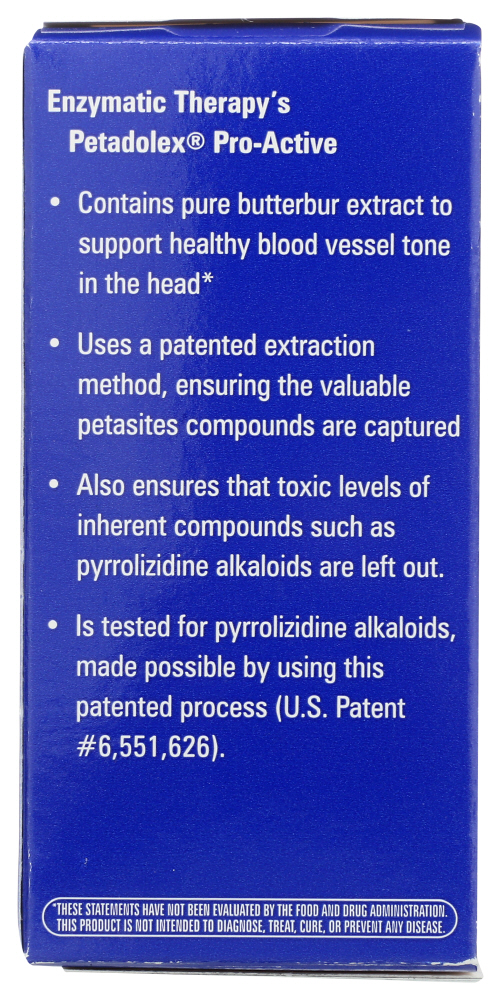 Enzymatic Therapy's
Petadolex® Pro-Active
• Contains pure butterbur extract to
support healthy blood vessel tone
in the head*
• Uses a patented extraction
method, ensuring the valuable
petasites compounds are captured
• Also ensures that toxic levels of
inherent compounds such as
pyrrolizidine alkaloids are left out.
• Is tested for pyrrolizidine alkaloids,
made possible by using this
patented process (U.S. Patent
#6,551,626).
*THESE STATEMENTS HAVE NOT BEEN EVALUATED BY THE FOOD AND DRUG ADMINISTRATION.
THIS PRODUCT IS NOT INTENDED TO DIAGNOSE, TREAT, CURE, OR PREVENT ANY DISEASE.